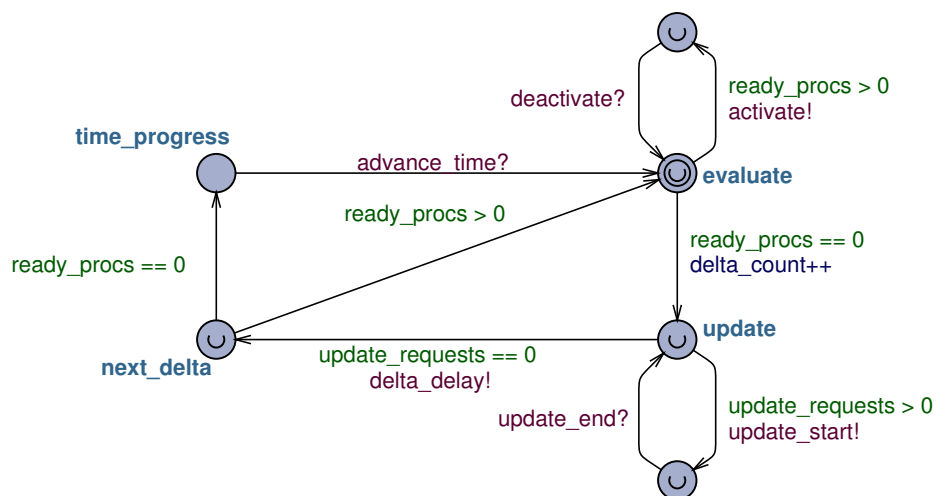 deactivate?
ready_procs > 0
activate!
time_progress
advance_time?
evaluate
ready_procs > 0
ready_procs == 0
delta_count++
ready_procs == 0
update
next_delta
update_requests == 0
delta_delay!
update_end?
update_requests > 0
update_start!